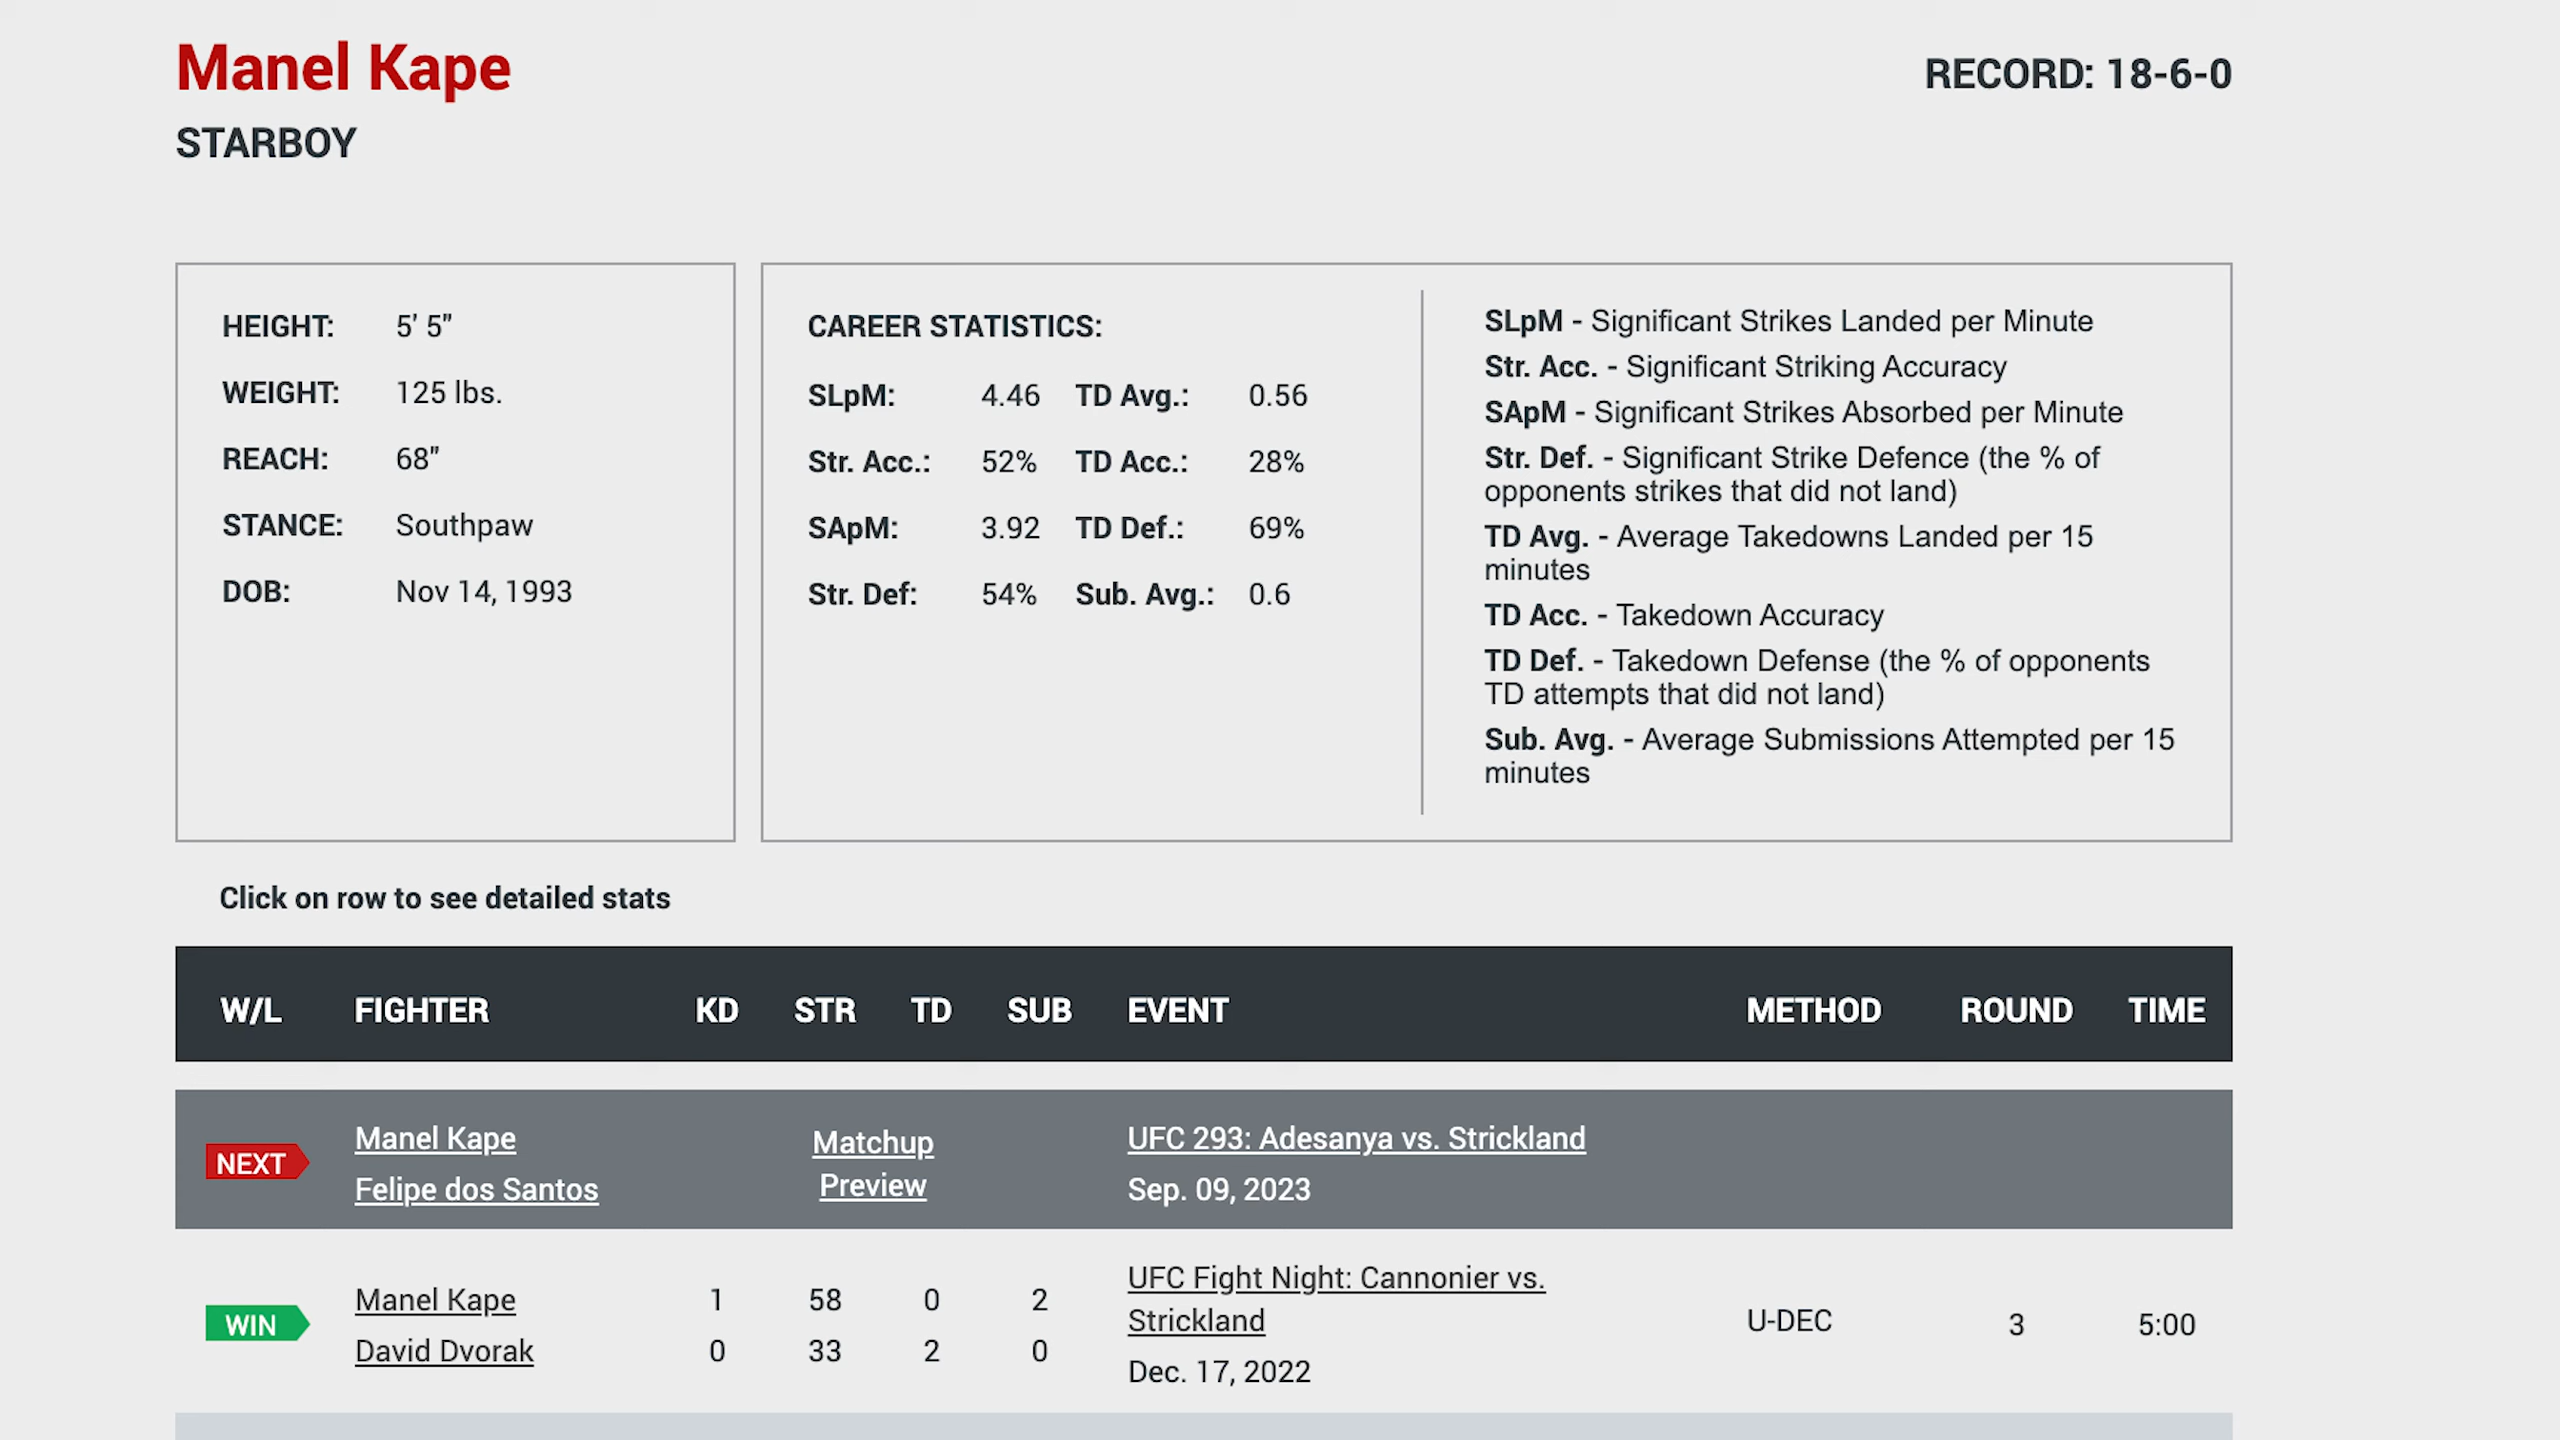 Manel Kape
RECORD: 18-6-0
STARBOY
HEIGHT: 5' 5"
WEIGHT: 125 lbs.
REACH: 68"
STANCE: Southpaw
DOB: Nov 14, 1993
CAREER STATISTICS:
SLpM: 4.46 TD Avg.: 0.56
Str. Acc.: 52% TD Acc.: 28%
SApM: 3.92 TD Def.: 69%
Str. Def: 54% Sub. Avg.: 0.6
SLpM - Significant Strikes Landed per Minute
Str. Acc. - Significant Striking Accuracy
SApM - Significant Strikes Absorbed per Minute
Str. Def. - Significant Strike Defence (the % of
opponents strikes that did not land)
TD Avg. - Average Takedowns Landed per 15
minutes
TD Acc. - Takedown Accuracy
TD Def. - Takedown Defense (the % of opponents
TD attempts that did not land)
Sub. Avg. - Average Submissions Attempted per 15
minutes
Click on row to see detailed stats
W/L FIGHTER KD STR TD SUB EVENT METHOD ROUND TIME
NEXT
Manel Kape
Felipe dos Santos
Matchup
Preview
UFC 293: Adesanya vs. Strickland
Sep. 09, 2023
WIN
Manel Kape 1 58 0 2
David Dvorak 0 33 2 0
UFC Fight Night: Cannonier vs.
Strickland
Dec. 17, 2022
U-DEC 3 5:00